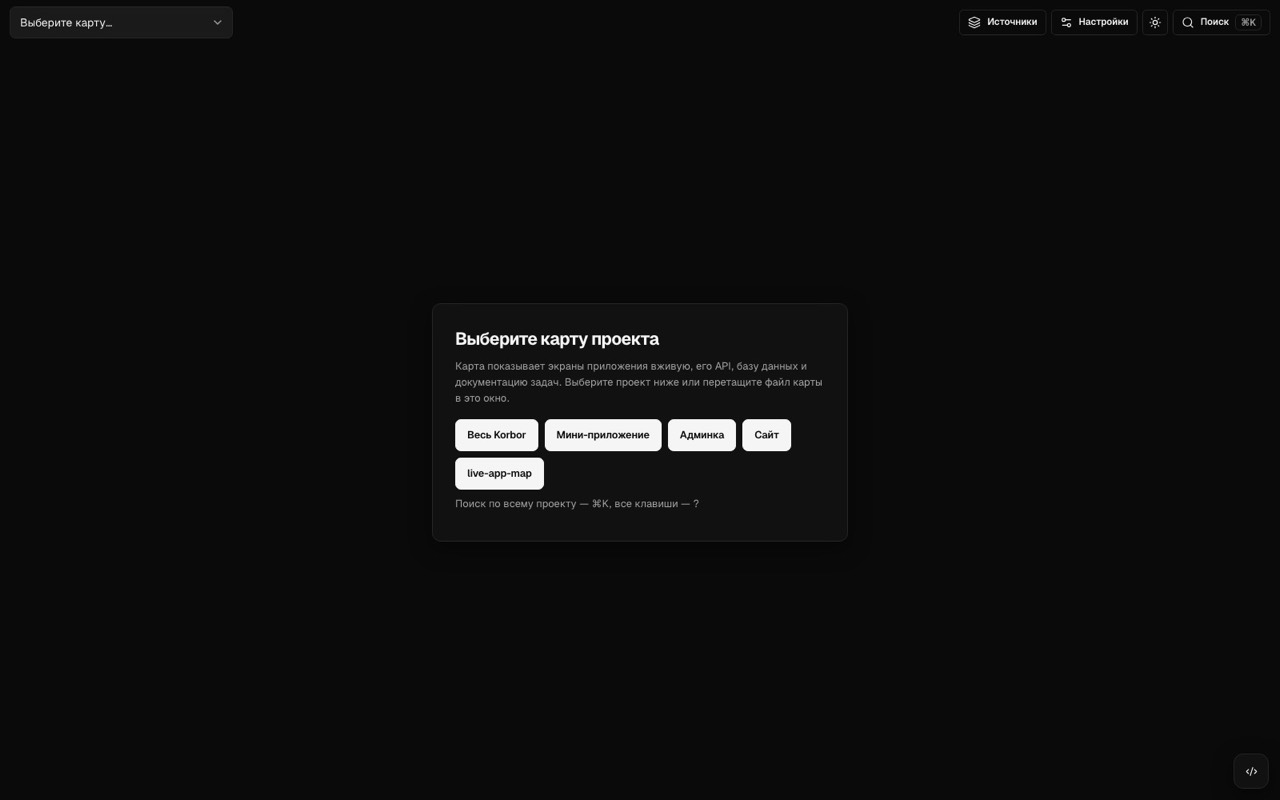 Выберите карту…
Источники
Настройки
Поиск ⌘K
Выберите карту проекта
Карта показывает экраны приложения вживую, его API, базу данных и
документацию задач. Выберите проект ниже или перетащите файл карты
в это окно.
Весь Korbor
Мини-приложение
Админка
Сайт
live-app-map
Поиск по всему проекту — ⌘K, все клавиши — ?